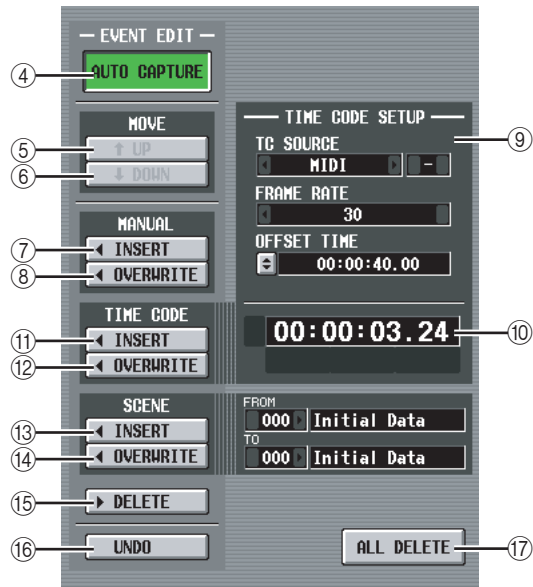 EVENT EDIT
④ AUTO CAPTURE
MOVE
⑤ ↑ UP
⑥ ↓ DOWN
MANUAL
⑦ INSERT
⑧ OVERWRITE
TIME CODE
⑪ INSERT
⑫ OVERWRITE
SCENE
⑬ INSERT
⑭ OVERWRITE
⑮ DELETE
⑯ UNDO
TIME CODE SETUP
⑨
TC SOURCE
MIDI -
FRAME RATE
30
OFFSET TIME
00:00:40.00
00:00:03.24 ⑩
FROM
000 Initial Data
TO
000 Initial Data
ALL DELETE ⑰